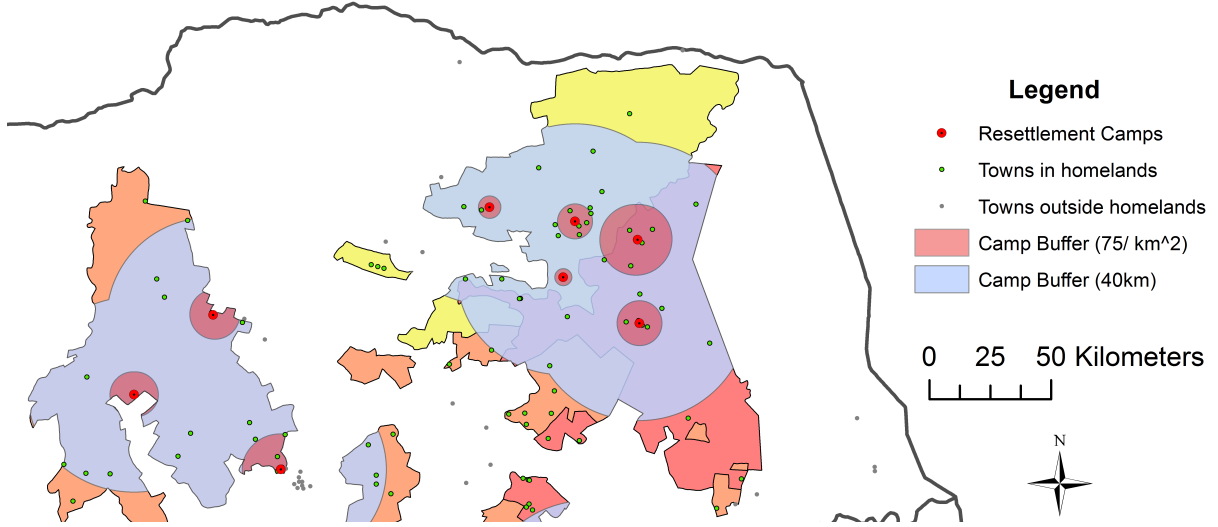 Legend
Resettlement Camps
Towns in homelands
Towns outside homelands
Camp Buffer (75/ km^2)
Camp Buffer (40km)
0 25 50 Kilometers
N